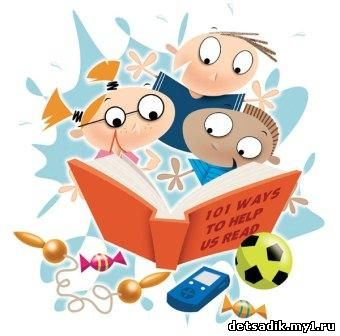 101 WAYS
TO HELP
US READ
detsadik.my1.ru